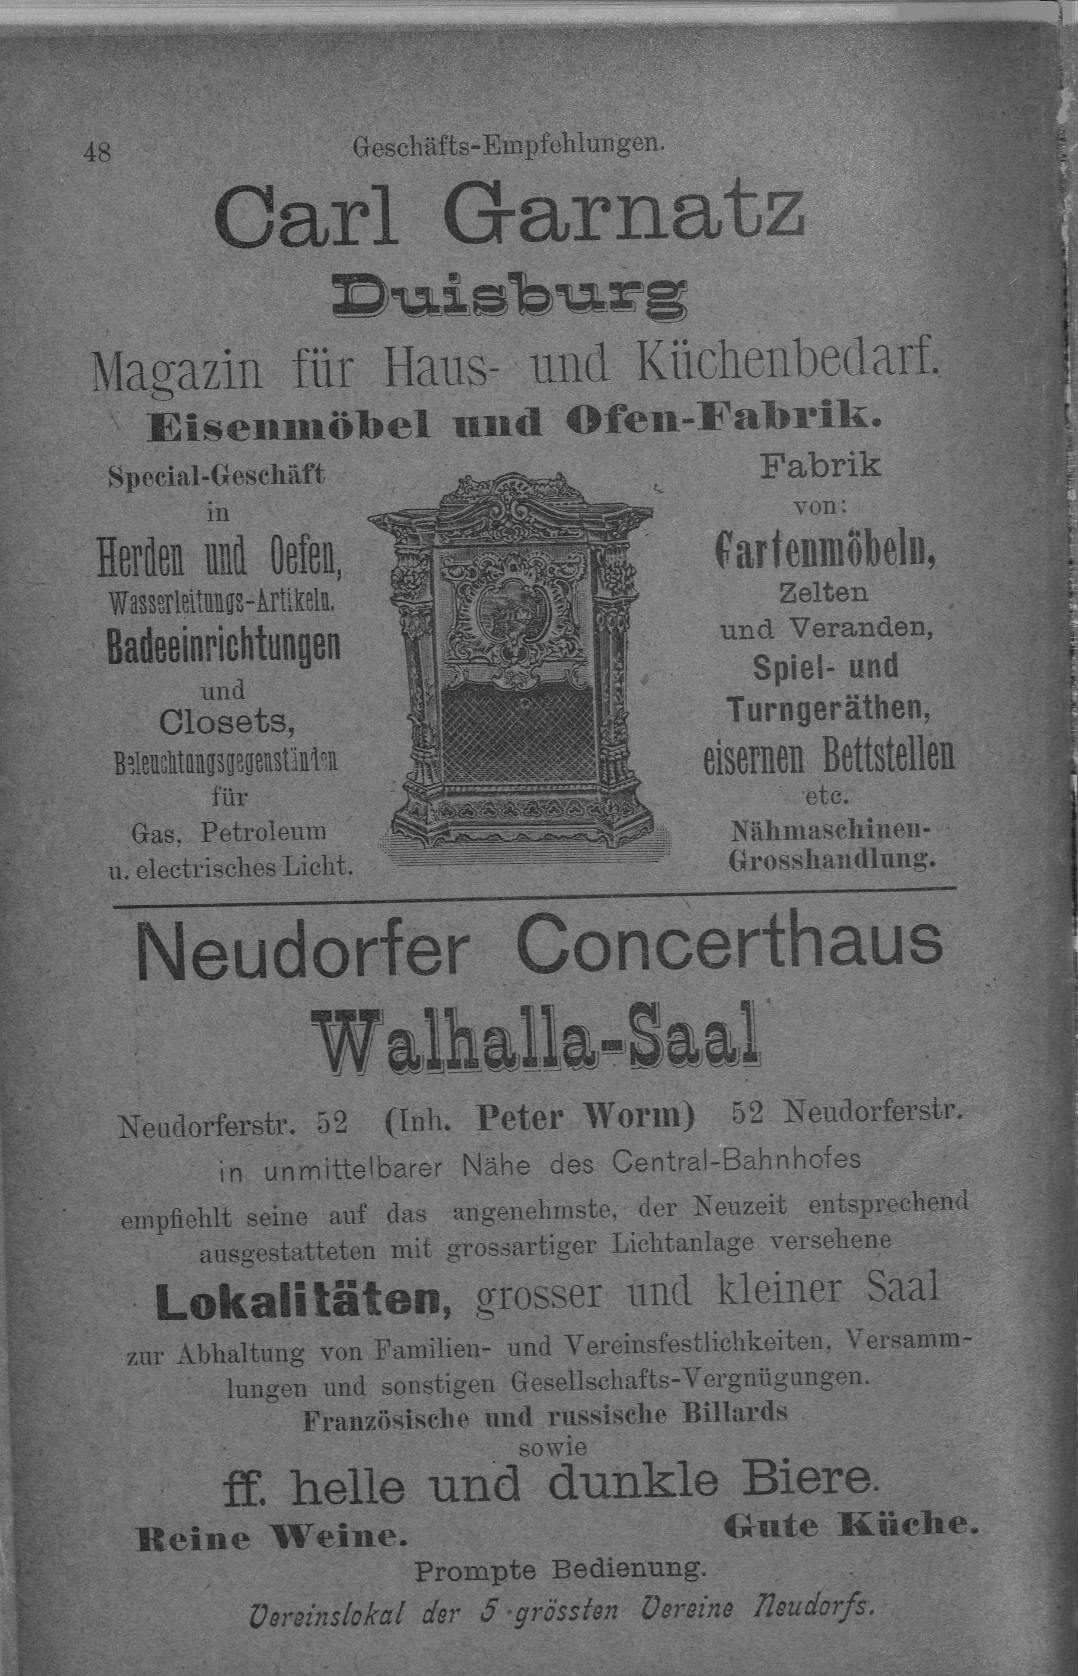 48
Geschäfts-Empfehlungen.
Carl Garnatz
Duisburg
Magazin für Haus- und Küchenbedarf.
Eisenmöbel und Ofen-Fabrik.
Special-Geschäft
in
Herden und Oefen,
Wasserleitungs-Artikeln,
Badeeinrichtungen
und
Closets,
Beleuchtungsgegenständen
für
Gas, Petroleum
u. electrisches Licht.
Fabrik
von:
Gartenmöbeln,
Zelten
und Veranden,
Spiel- und
Turngeräthen,
eisernen Bettstellen
etc.
Nähmaschinen-
Grosshandlung.
Neudorfer Concerthaus
Walhalla-Saal
Neudorferstr. 52 (Inh. Peter Worm) 52 Neudorferstr.
in unmittelbarer Nähe des Central-Bahnhofes
empfiehlt seine auf das angenehmste, der Neuzeit entsprechend
ausgestatteten mit grossartiger Lichtanlage versehene
Lokalitäten, grosser und kleiner Saal
zur Abhaltung von Familien- und Vereinsfestlichkeiten, Versamm-
lungen und sonstigen Gesellschafts-Vergnügungen.
Französische und russische Billards
sowie
ff. helle und dunkle Biere.
Reine Weine. Gute Küche.
Prompte Bedienung.
Vereinslokal der 5 grössten Vereine Neudorfs.